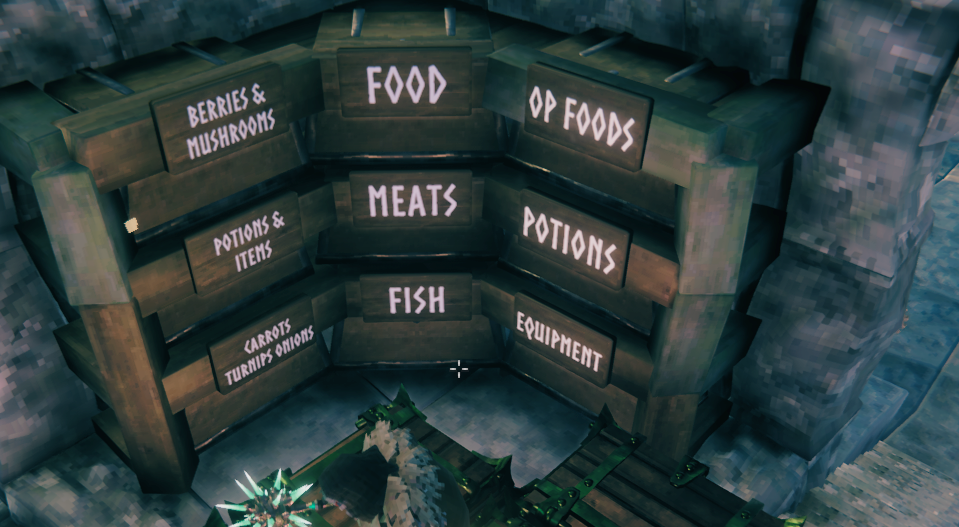 BERRIES &
MUSHROOMS
FOOD
OP FOODS
POTIONS &
ITEMS
MEATS
POTIONS
CARROTS
TURNIPS ONIONS
FISH
EQUIPMENT